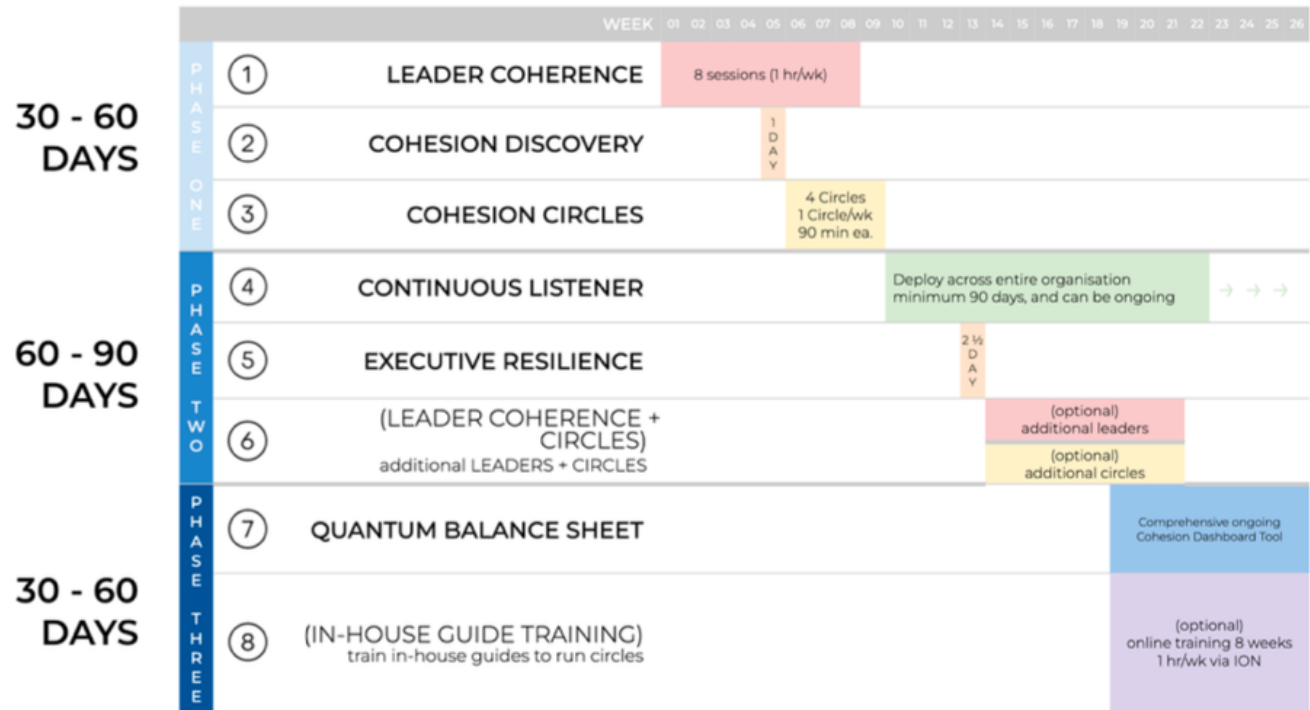 WEEK 01 02 03 04 05 06 07 08 09 10 11 12 13 14 15 16 17 18 19 20 21 22 23 24 25 26
30 - 60
DAYS
PHASE ONE
1 LEADER COHERENCE 8 sessions (1 hr/wk)
2 COHESION DISCOVERY 1 DAY
3 COHESION CIRCLES
4 Circles
1 Circle/wk
90 min ea.
60 - 90
DAYS
PHASE TWO
4 CONTINUOUS LISTENER
Deploy across entire organisation
minimum 90 days, and can be ongoing
→ → →
5 EXECUTIVE RESILIENCE 2 ½ DAY
6 (LEADER COHERENCE +
CIRCLES)
additional LEADERS + CIRCLES
(optional)
additional leaders
(optional)
additional circles
30 - 60
DAYS
PHASE THREE
7 QUANTUM BALANCE SHEET
Comprehensive ongoing
Cohesion Dashboard Tool
8 (IN-HOUSE GUIDE TRAINING)
train in-house guides to run circles
(optional)
online training 8 weeks
1 hr/wk via ION